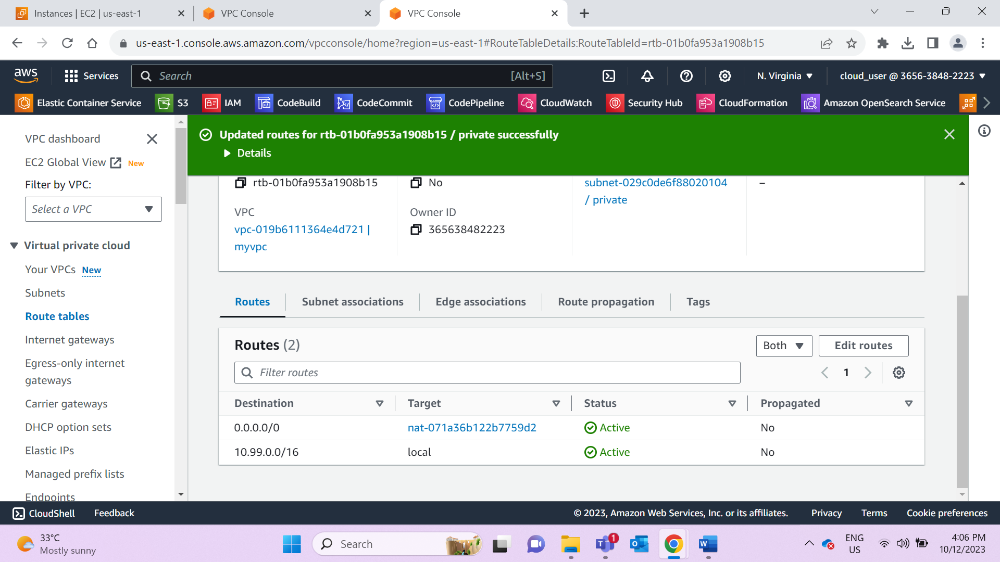 Instances | EC2 | us-east-1
VPC Console
VPC Console
us-east-1.console.aws.amazon.com/vpcconsole/home?region=us-east-1#RouteTableDetails:RouteTableId=rtb-01b0fa953a1908b15
aws
Services
Search
[Alt+S]
N. Virginia
cloud_user @ 3656-3848-2223
Elastic Container Service
S3
IAM
CodeBuild
CodeCommit
CodePipeline
CloudWatch
Security Hub
CloudFormation
Amazon OpenSearch Service
VPC dashboard
EC2 Global View New
Filter by VPC:
Select a VPC
Virtual private cloud
Your VPCs New
Subnets
Route tables
Internet gateways
Egress-only internet
gateways
Carrier gateways
DHCP option sets
Elastic IPs
Managed prefix lists
Endpoints
Updated routes for rtb-01b0fa953a1908b15 / private successfully
Details
rtb-01b0fa953a1908b15
No
subnet-029c0de6f88020104
/ private
–
VPC
vpc-019b6111364e4d721 |
myvpc
Owner ID
365638482223
Routes
Subnet associations
Edge associations
Route propagation
Tags
Routes (2)
Both
Edit routes
Filter routes
1
Destination Target Status Propagated
0.0.0.0/0 nat-071a36b122b7759d2 Active No
10.99.0.0/16 local Active No
CloudShell
Feedback
© 2023, Amazon Web Services, Inc. or its affiliates.
Privacy
Terms
Cookie preferences
33°C
Mostly sunny
Search
1
ENG
US
4:06 PM
10/12/2023